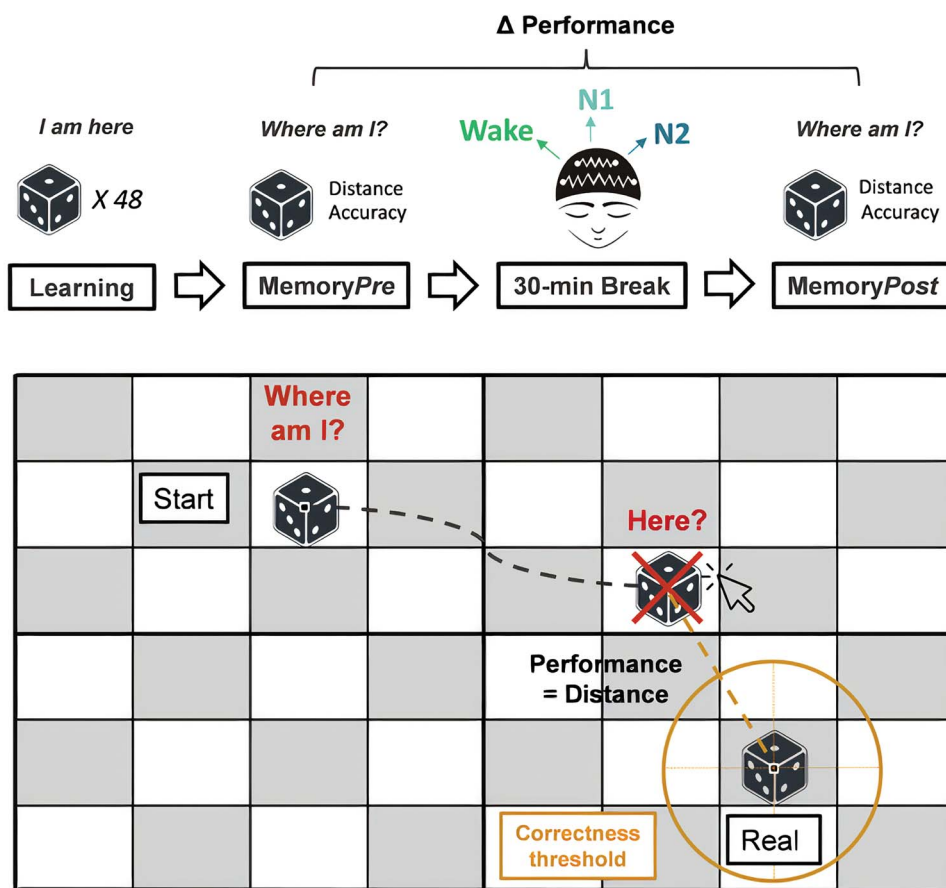 Δ Performance
I am here
Where am I?
Wake
N1
N2
Where am I?
X 48
Distance
Accuracy
Distance
Accuracy
Learning
MemoryPre
30-min Break
MemoryPost
Where
am I?
Start
Here?
Performance
= Distance
Correctness
threshold
Real